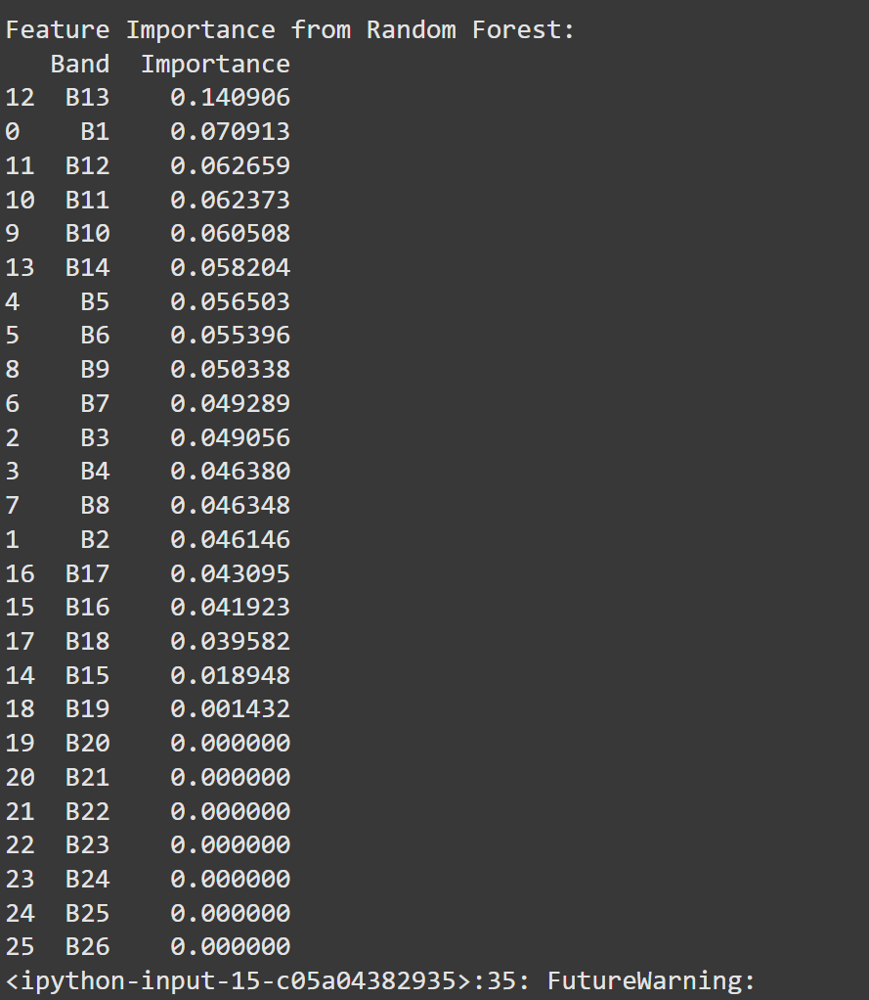 Feature Importance from Random Forest:
Band Importance
12 B13 0.140906
0 B1 0.070913
11 B12 0.062659
10 B11 0.062373
9 B10 0.060508
13 B14 0.058204
4 B5 0.056503
5 B6 0.055396
8 B9 0.050338
6 B7 0.049289
2 B3 0.049056
3 B4 0.046380
7 B8 0.046348
1 B2 0.046146
16 B17 0.043095
15 B16 0.041923
17 B18 0.039582
14 B15 0.018948
18 B19 0.001432
19 B20 0.000000
20 B21 0.000000
21 B22 0.000000
22 B23 0.000000
23 B24 0.000000
24 B25 0.000000
25 B26 0.000000
<ipython-input-15-c05a04382935>:35: FutureWarning: